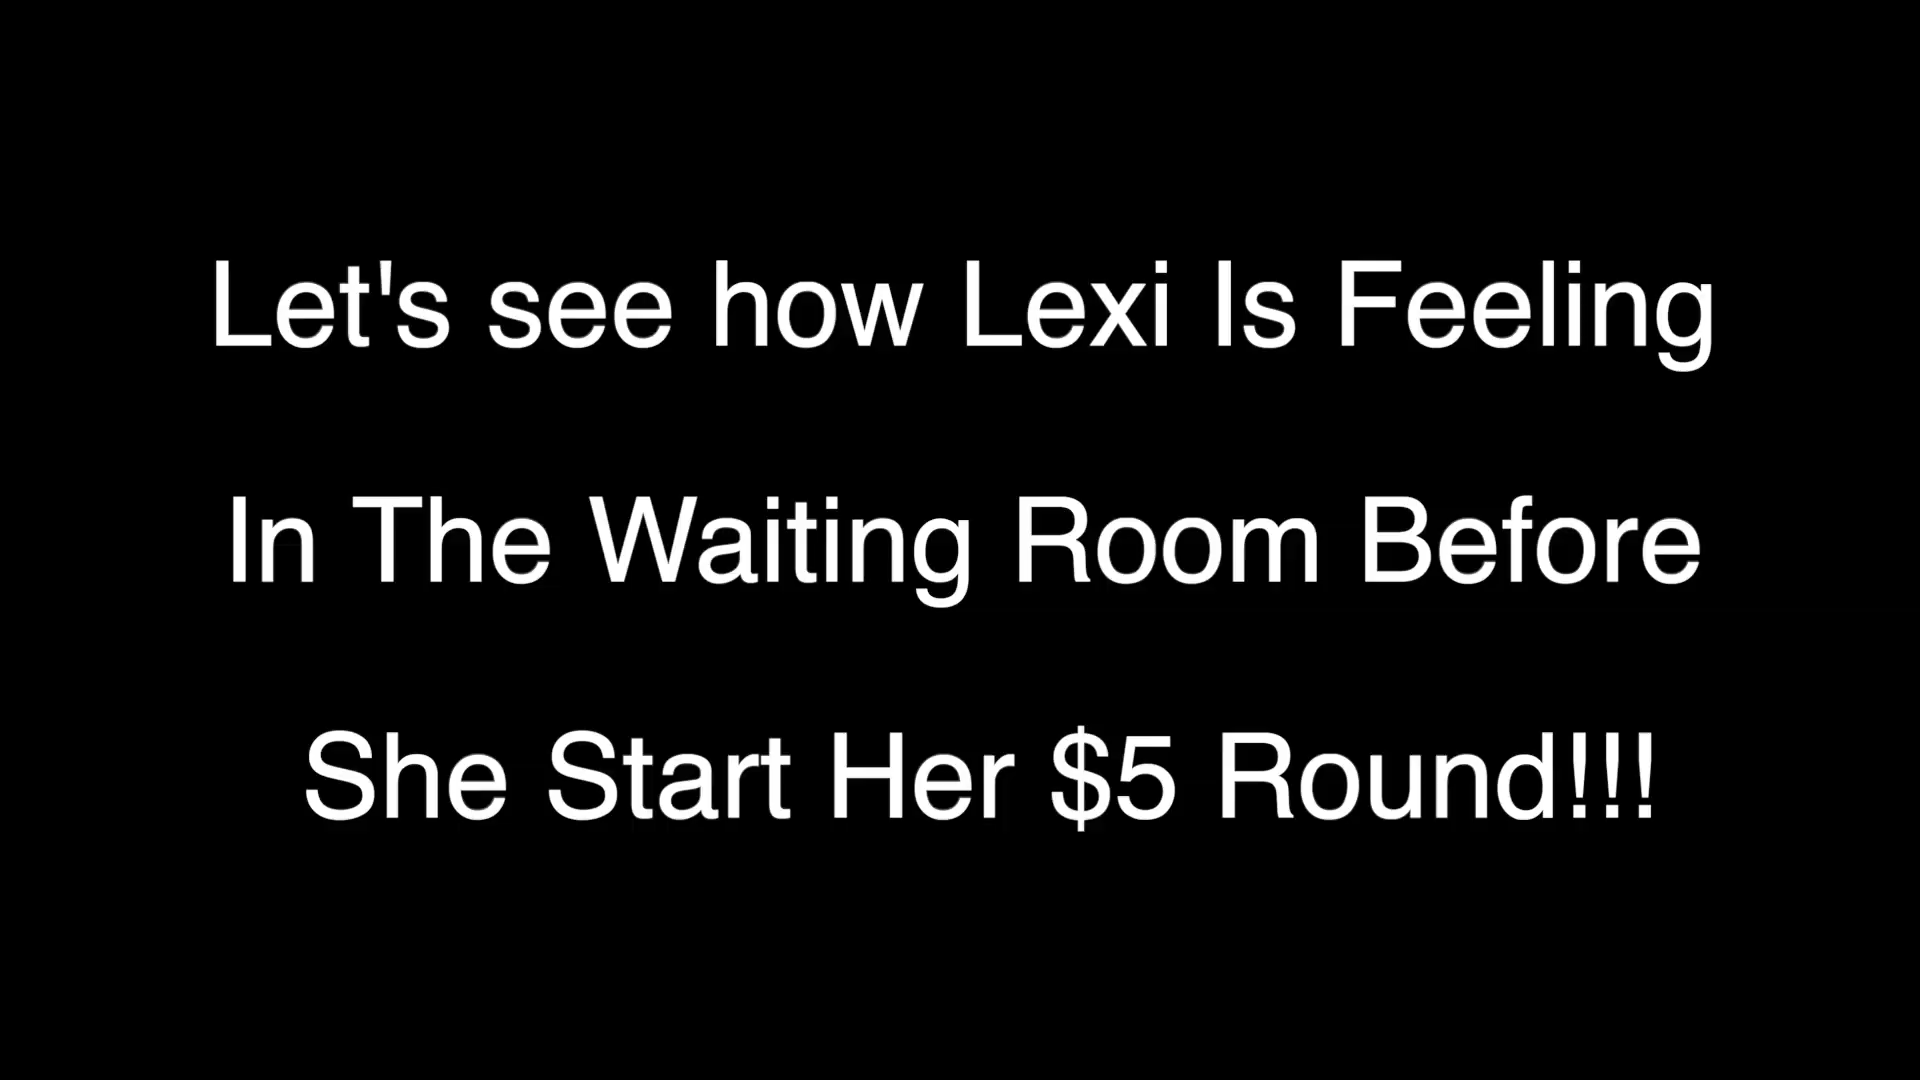 Let's see how Lexi Is Feeling
In The Waiting Room Before
She Start Her $5 Round!!!